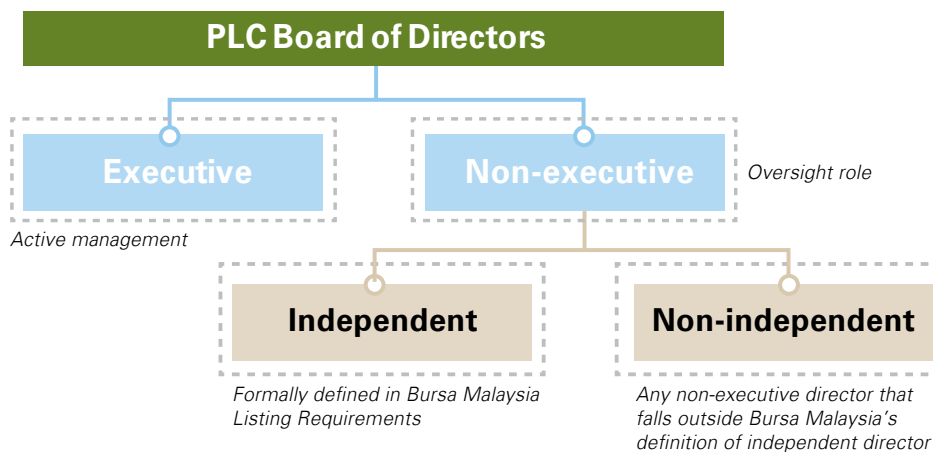 PLC Board of Directors
Executive
Non-executive
Oversight role
Active management
Independent
Non-independent
Formally defined in Bursa Malaysia
Listing Requirements
Any non-executive director that
falls outside Bursa Malaysia's
definition of independent director